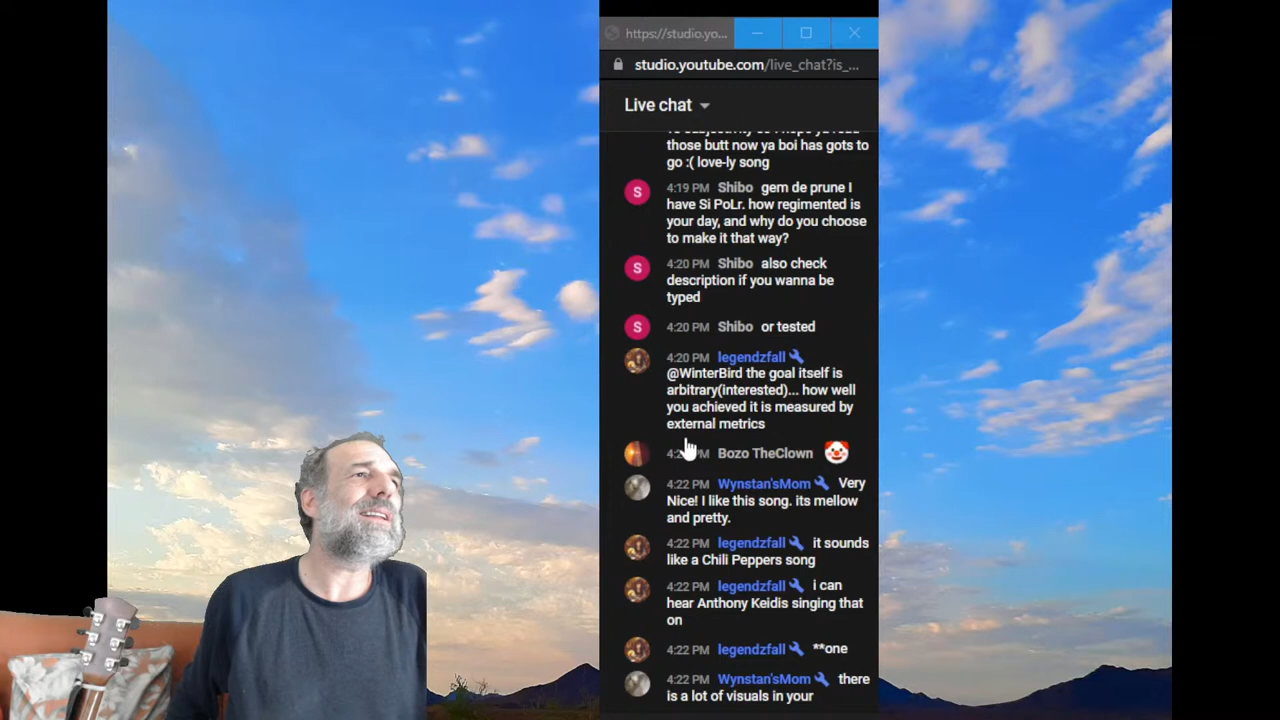 https://studio.yo...
studio.youtube.com/live_chat?is_...
Live chat
those butt now ya boi has gots to
go :( love-ly song
S
4:19 PM Shibo gem de prune I
have Si PoLr. how regimented is
your day, and why do you choose
to make it that way?
S
4:20 PM Shibo also check
description if you wanna be
typed
S
4:20 PM Shibo or tested
4:20 PM legendzfall
@WinterBird the goal itself is
arbitrary(interested)... how well
you achieved it is measured by
external metrics
Bozo TheClown
4:22 PM Wynstan'sMom Very
Nice! I like this song. its mellow
and pretty.
4:22 PM legendzfall it sounds
like a Chili Peppers song
4:22 PM legendzfall i can
hear Anthony Keidis singing that
on
4:22 PM legendzfall **one
4:22 PM Wynstan'sMom there
is a lot of visuals in your